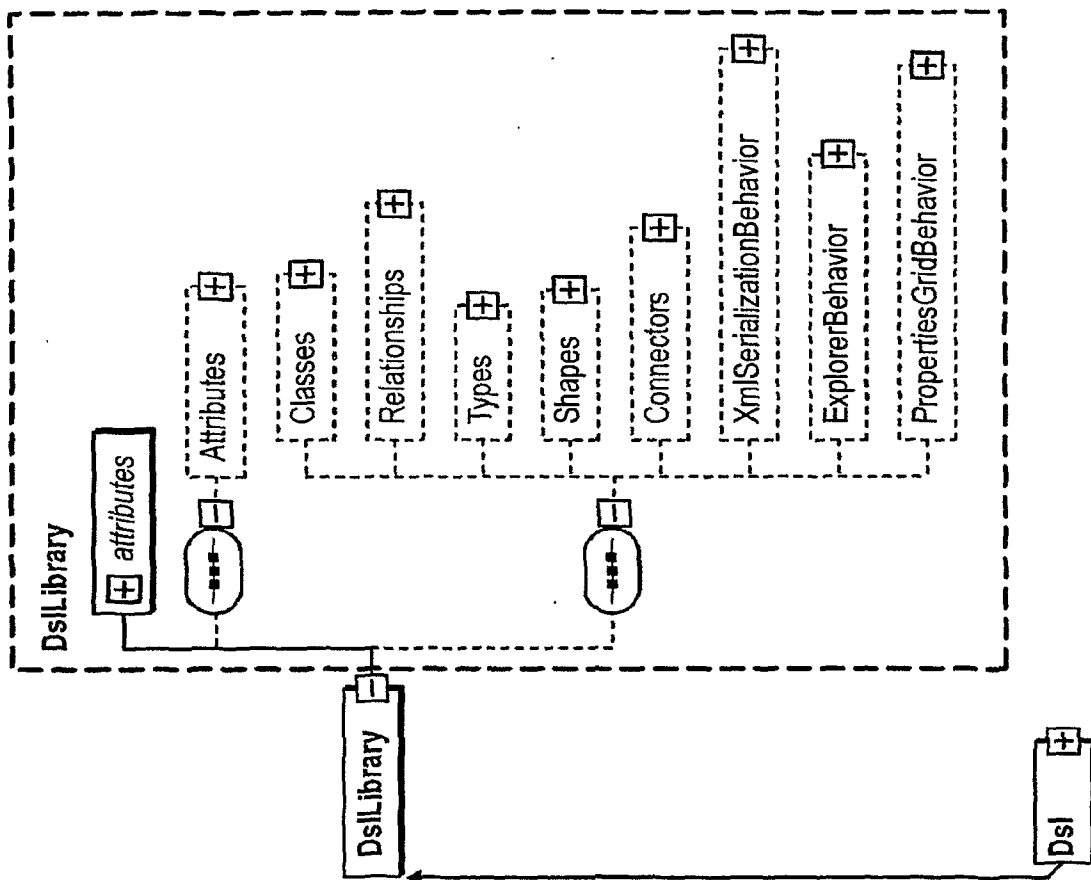 DslLibrary
attributes
Attributes
Classes
Relationships
Types
Shapes
Connectors
XmlSerializationBehavior
ExplorerBehavior
PropertiesGridBehavior
DslLibrary
Dsl